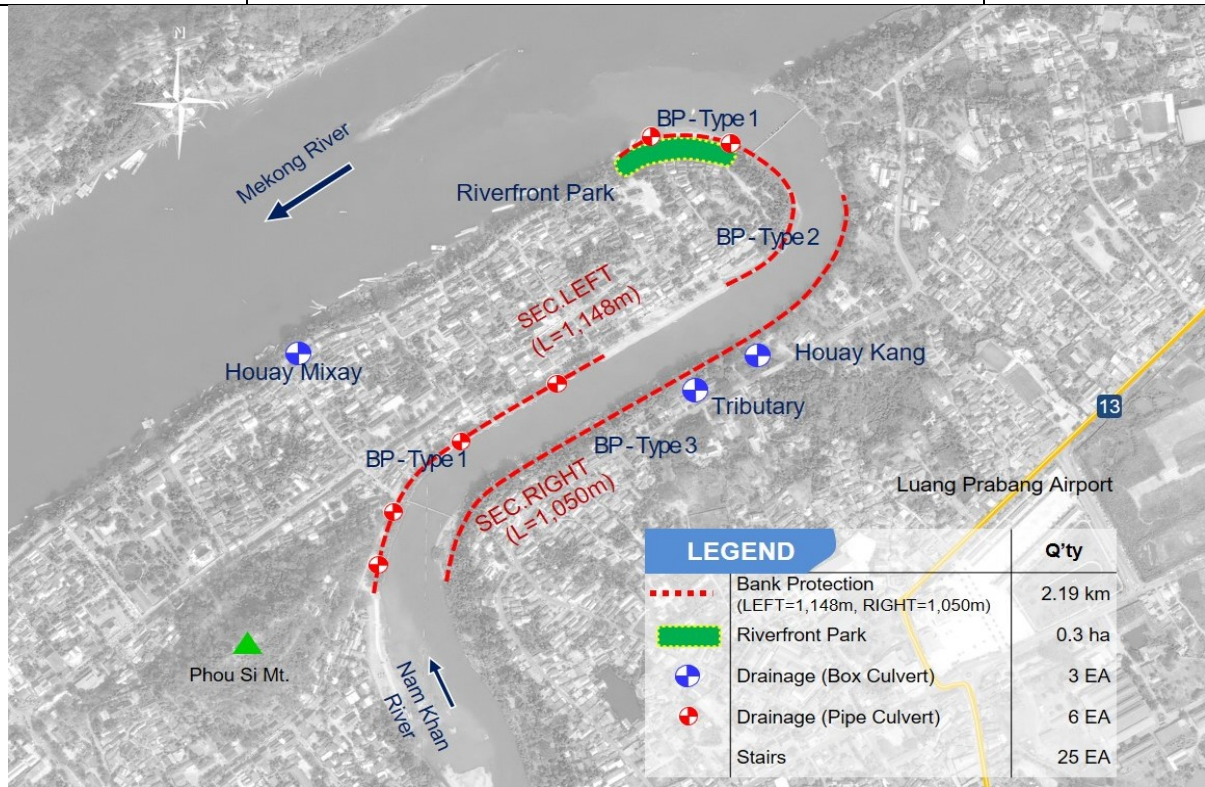 N
Mekong River
BP - Type 1
Riverfront Park
BP - Type 2
SEC.LEFT
(L=1,148m)
Houay Mixay
Houay Kang
Tributary
13
BP - Type 1
BP - Type 3
SEC.RIGHT
(L=1,050m)
Luang Prabang Airport
Phou Si Mt.
Nam Khan
River
LEGEND Q'ty
Bank Protection
(LEFT=1,148m, RIGHT=1,050m) 2.19 km
Riverfront Park 0.3 ha
Drainage (Box Culvert) 3 EA
Drainage (Pipe Culvert) 6 EA
Stairs 25 EA